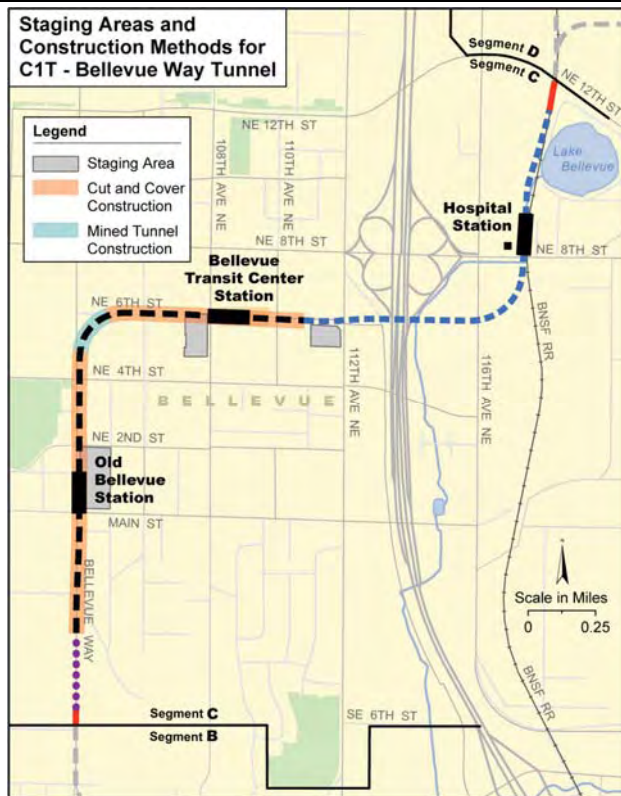 Staging Areas and
Construction Methods for
C1T - Bellevue Way Tunnel
Segment D
Segment C
NE 12TH ST
NE 12TH ST
Legend
Staging Area
Cut and Cover
Construction
Mined Tunnel
Construction
108TH AVE NE
110TH AVE NE
Lake
Bellevue
Hospital
Station
NE 8TH ST
NE 8TH ST
Bellevue
Transit Center
Station
NE 6TH ST
BNSF RR
112TH AVE NE
116TH AVE NE
NE 4TH ST
BELLEVUE
NE 2ND ST
Old
Bellevue
Station
MAIN ST
BELLEVUE WAY
Scale in Miles
0 0.25
BNSF RR
Segment C
SE 6TH ST
Segment B